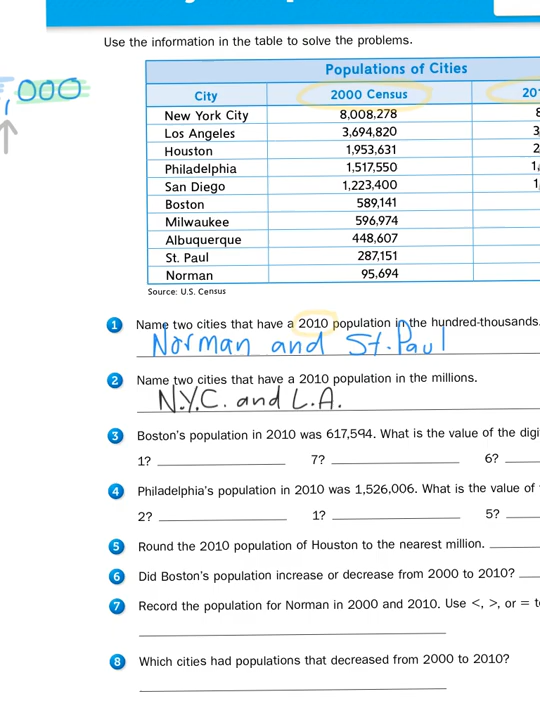 ,000
Use the information in the table to solve the problems.
Populations of Cities
City 2000 Census 20
New York City 8,008,278 8
Los Angeles 3,694,820 3,
Houston 1,953,631 2
Philadelphia 1,517,550 1,
San Diego 1,223,400 1,
Boston 589,141
Milwaukee 596,974
Albuquerque 448,607
St. Paul 287,151
Norman 95,694
Source: U.S. Census
1 Name two cities that have a 2010 population in the hundred-thousands.
Norman and St. Paul
2 Name two cities that have a 2010 population in the millions.
N.Y.C. and L.A.
3 Boston's population in 2010 was 617,594. What is the value of the digi
1? 7? 6?
4 Philadelphia's population in 2010 was 1,526,006. What is the value of
2? 1? 5?
5 Round the 2010 population of Houston to the nearest million.
6 Did Boston's population increase or decrease from 2000 to 2010?
7 Record the population for Norman in 2000 and 2010. Use <, >, or = t
8 Which cities had populations that decreased from 2000 to 2010?